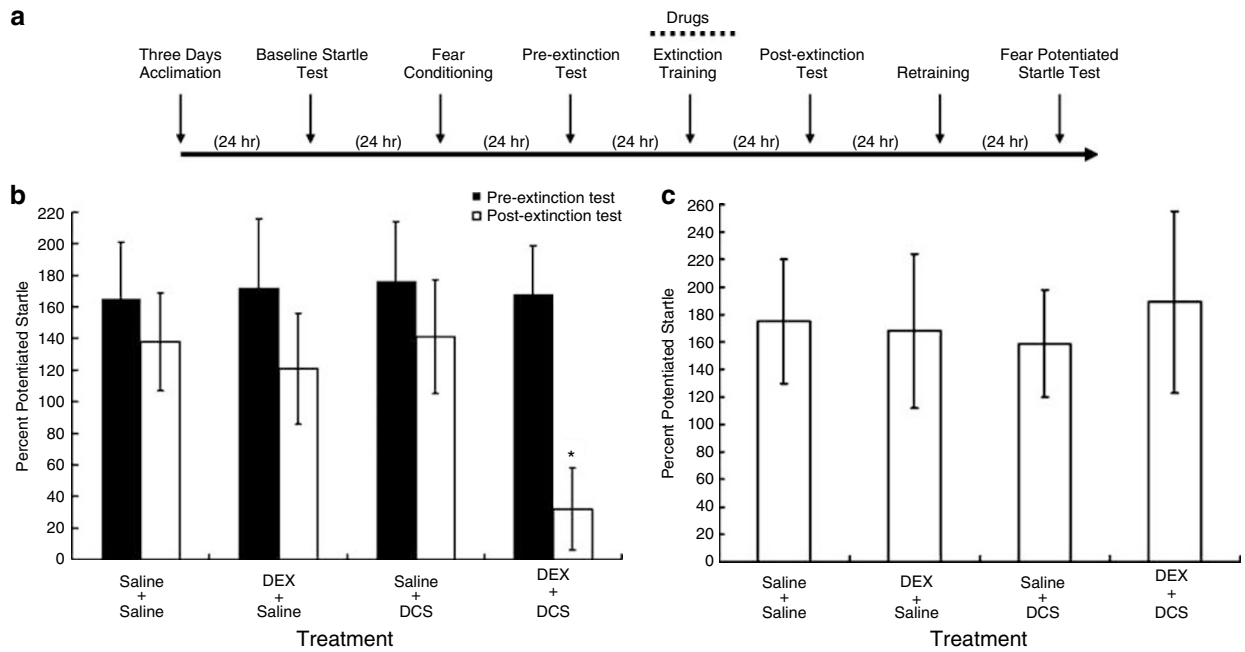 a
Drugs
Three Days
Acclimation
Baseline Startle
Test
Fear
Conditioning
Pre-extinction
Test
Extinction
Training
Post-extinction
Test
Retraining
Fear Potentiated
Startle Test
(24 hr) (24 hr) (24 hr) (24 hr) (24 hr) (24 hr) (24 hr)
b
Pre-extinction test
Post-extinction test
Percent Potentiated Startle
220
200
180
160
140
120
100
80
60
40
20
0
*
Saline
+
Saline
DEX
+
Saline
Saline
+
DCS
DEX
+
DCS
Treatment
c
Percent Potentiated Startle
260
240
220
200
180
160
140
120
100
80
60
40
20
0
Saline
+
Saline
DEX
+
Saline
Saline
+
DCS
DEX
+
DCS
Treatment